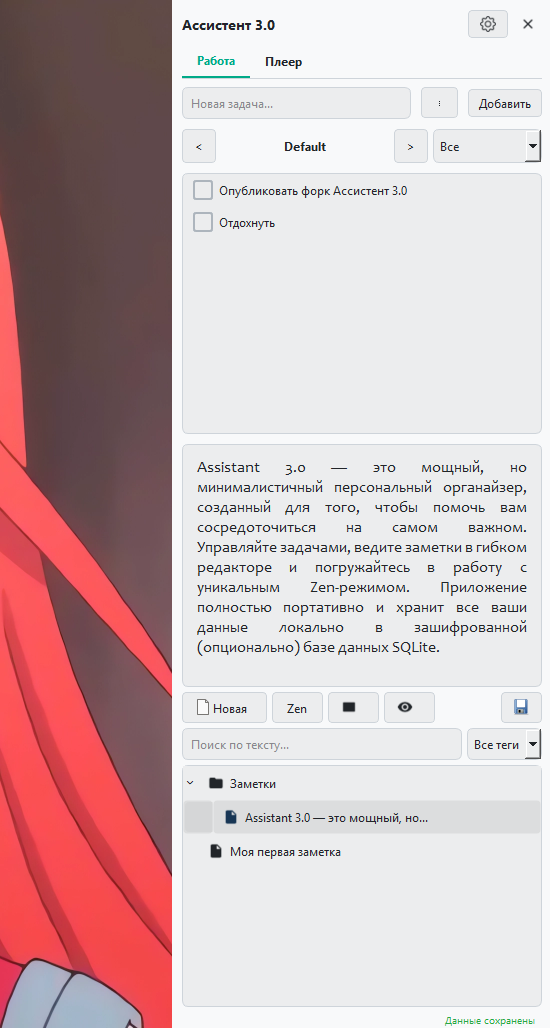 Ассистент 3.0
Работа Плеер
Новая задача... Добавить
< Default > Все
Опубликовать форк Ассистент 3.0
Отдохнуть
Assistant 3.0 — это мощный, но
минималистичный персональный органайзер,
созданный для того, чтобы помочь вам
сосредоточиться на самом важном.
Управляйте задачами, ведите заметки в гибком
редакторе и погружайтесь в работу с
уникальным Zen-режимом. Приложение
полностью портативно и хранит все ваши
данные локально в зашифрованной
(опционально) базе данных SQLite.
Новая Zen
Поиск по тексту... Все теги
Заметки
Assistant 3.0 — это мощный, но...
Моя первая заметка
Данные сохранены